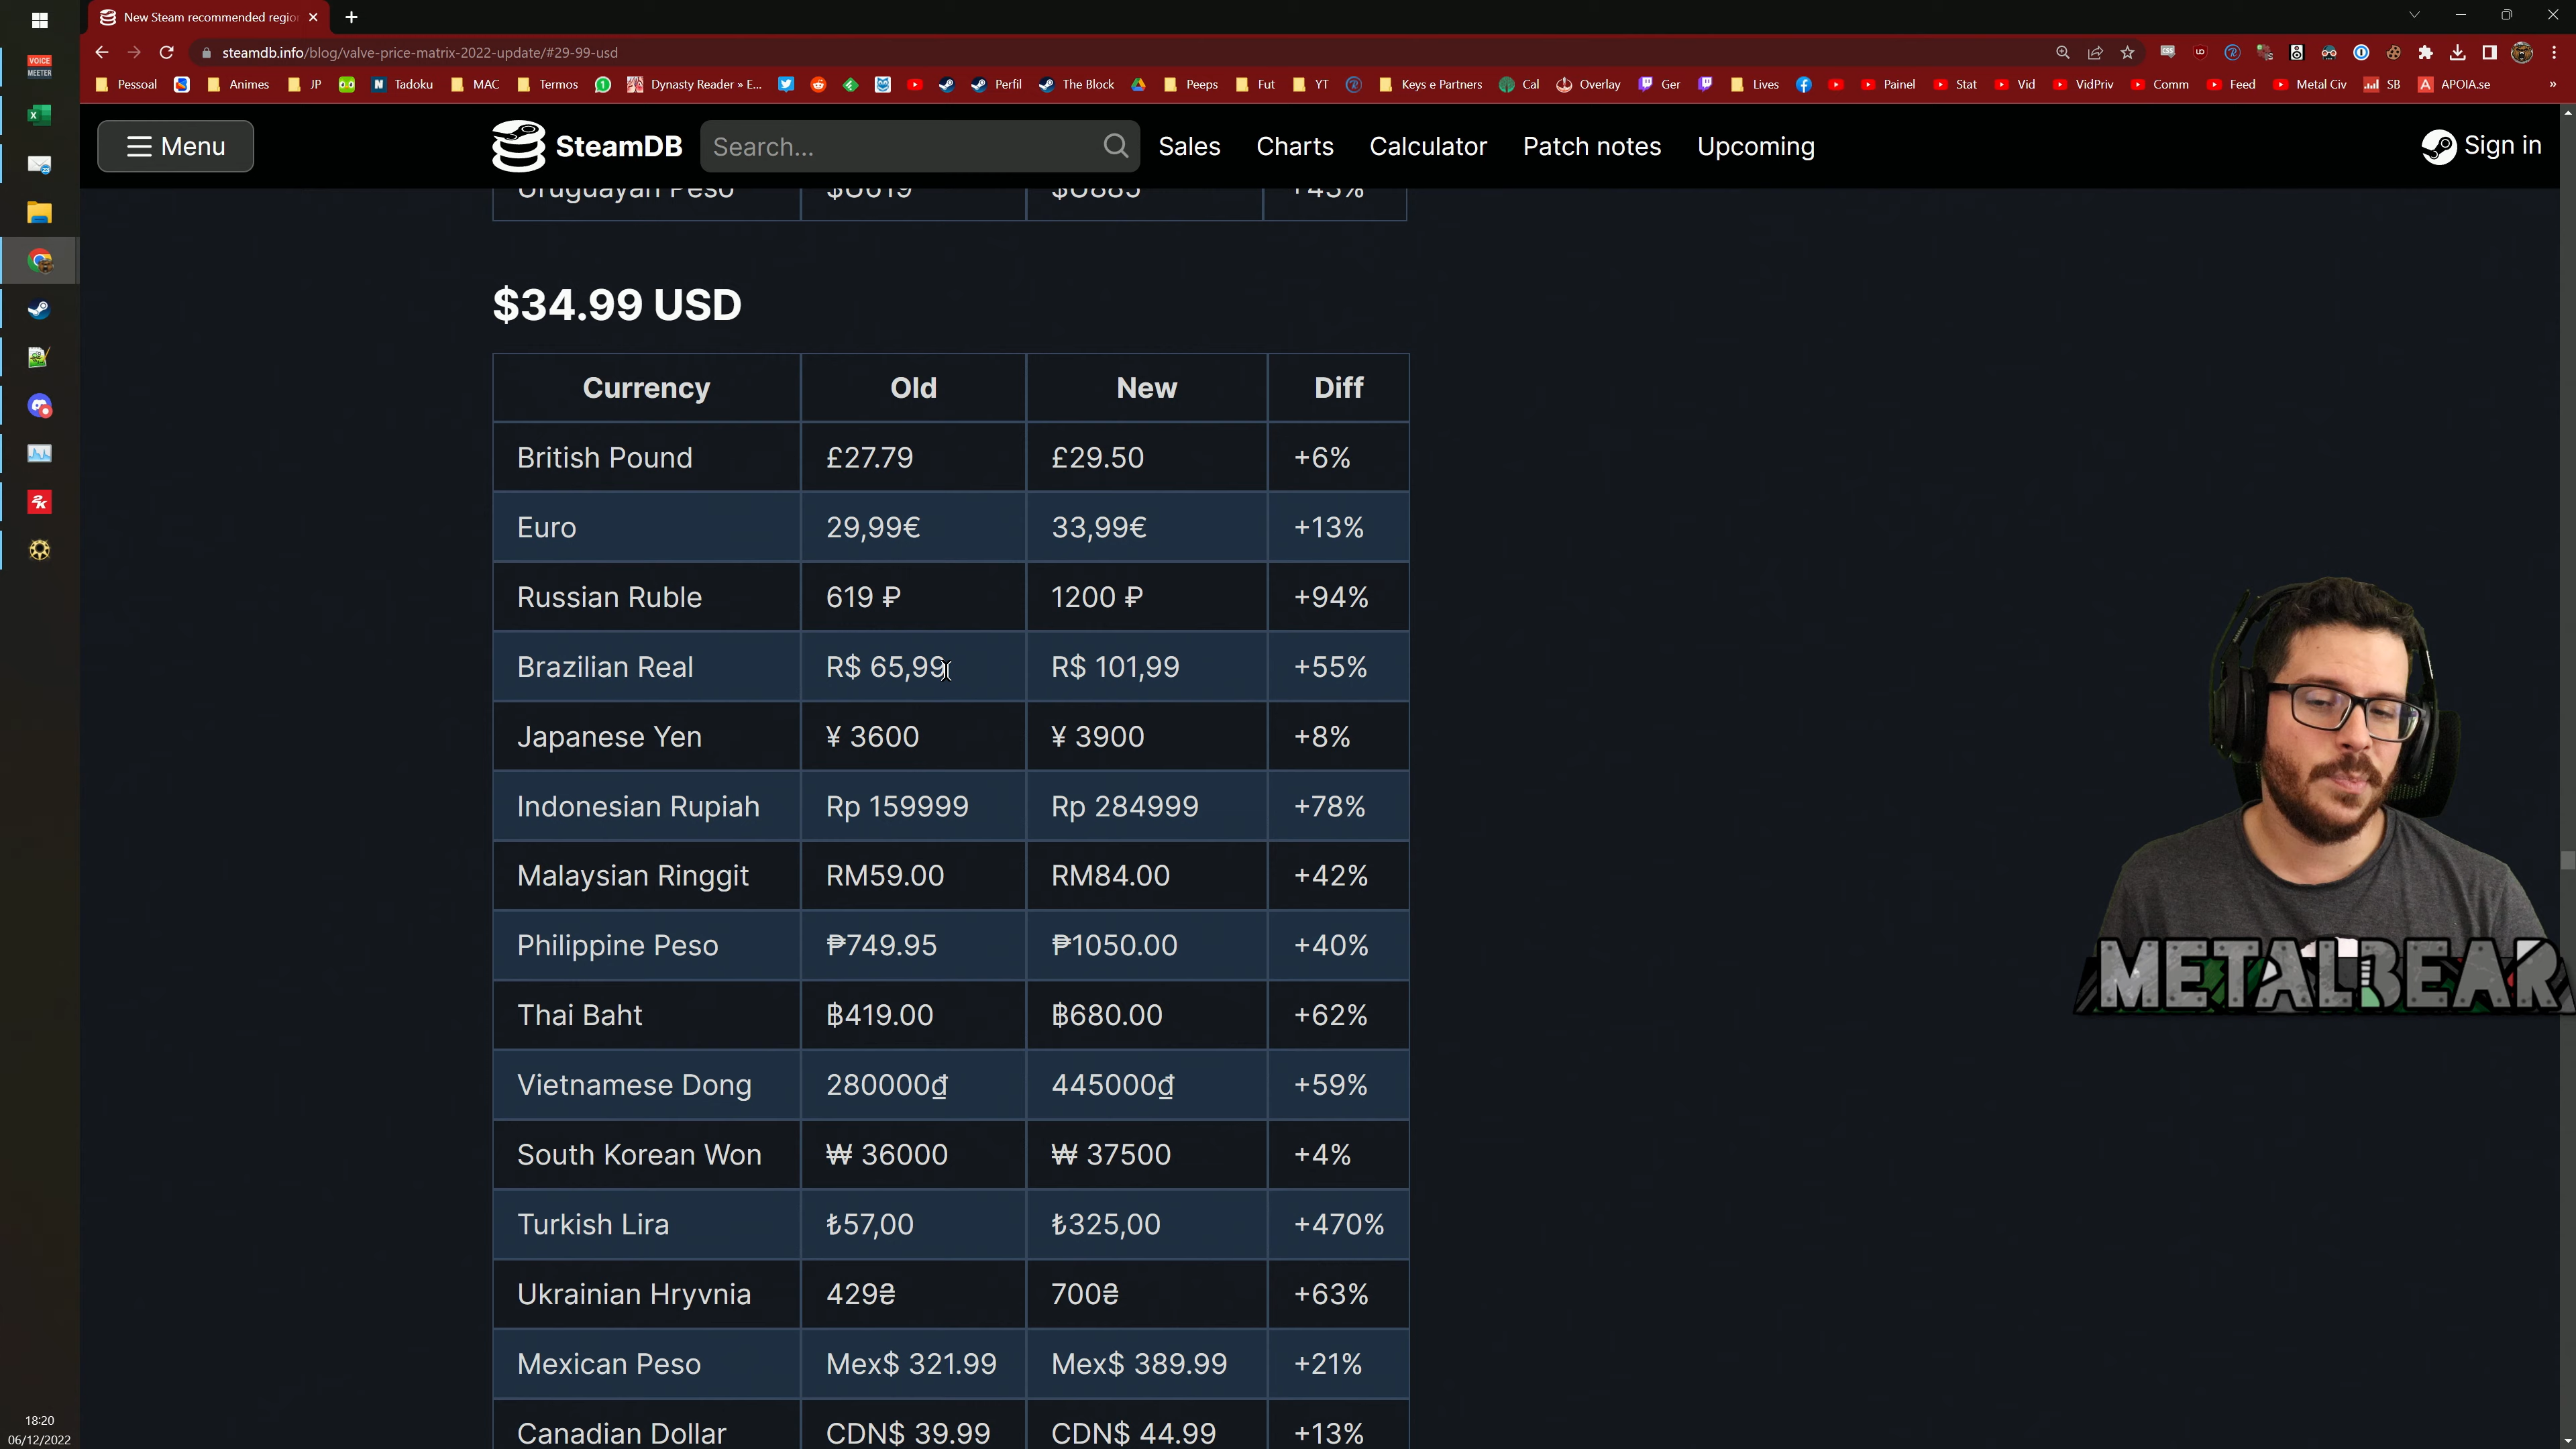 New Steam recommended regio
steamdb.info/blog/valve-price-matrix-2022-update/#29-99-usd
Pessoal Animes JP Tadoku MAC Termos Dynasty Reader » E... Perfil The Block Peeps Fut YT Keys e Partners Cal Overlay Ger Lives Painel Stat Vid VidPriv Comm Feed Metal Civ SB APOIA.se »
VOICE
MEETER
Menu SteamDB Search... Sales Charts Calculator Patch notes Upcoming Sign in
Uruguayan Peso $U619 $U885 +43%
$34.99 USD
Currency Old New Diff
British Pound £27.79 £29.50 +6%
Euro 29,99€ 33,99€ +13%
Russian Ruble 619 ₽ 1200 ₽ +94%
Brazilian Real R$ 65,99 R$ 101,99 +55%
Japanese Yen ¥ 3600 ¥ 3900 +8%
Indonesian Rupiah Rp 159999 Rp 284999 +78%
Malaysian Ringgit RM59.00 RM84.00 +42%
Philippine Peso ₱749.95 ₱1050.00 +40%
Thai Baht ฿419.00 ฿680.00 +62%
Vietnamese Dong 280000₫ 445000₫ +59%
South Korean Won ₩ 36000 ₩ 37500 +4%
Turkish Lira ₺57,00 ₺325,00 +470%
Ukrainian Hryvnia 429₴ 700₴ +63%
Mexican Peso Mex$ 321.99 Mex$ 389.99 +21%
Canadian Dollar CDN$ 39.99 CDN$ 44.99 +13%
METALBEAR
18:20
06/12/2022